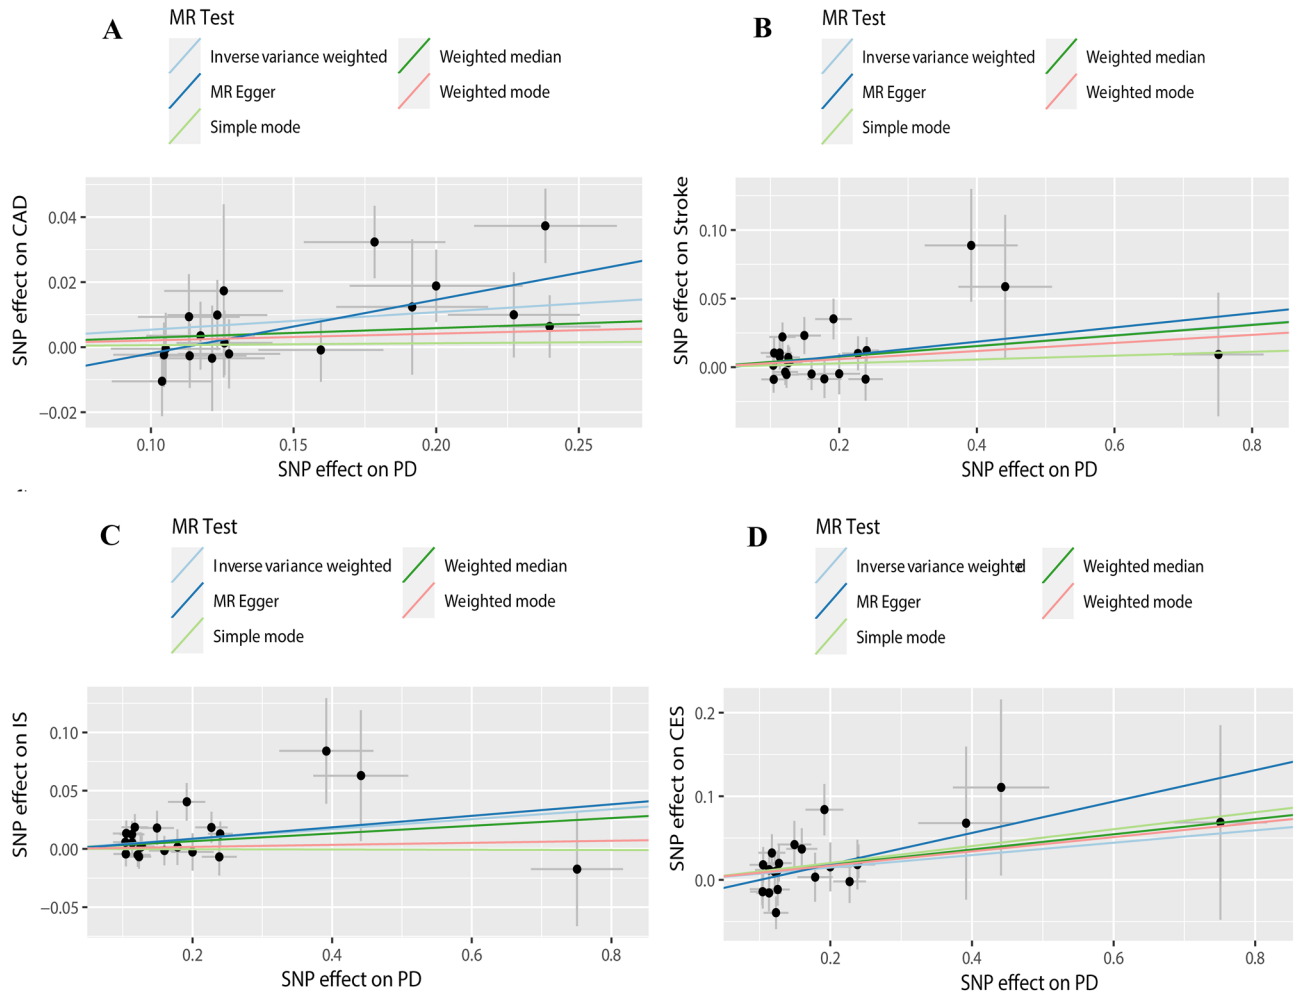 A
MR Test
Inverse variance weighted
Weighted median
MR Egger
Weighted mode
Simple mode
SNP effect on CAD
0.04
0.02
0.00
−0.02
0.10
0.15
0.20
0.25
SNP effect on PD
B
MR Test
Inverse variance weighted
Weighted median
MR Egger
Weighted mode
Simple mode
SNP effect on Stroke
0.10
0.05
0.00
0.2
0.4
0.6
0.8
SNP effect on PD
C
MR Test
Inverse variance weighted
Weighted median
MR Egger
Weighted mode
Simple mode
SNP effect on IS
0.10
0.05
0.00
−0.05
0.2
0.4
0.6
0.8
SNP effect on PD
D
MR Test
Inverse variance weighted
Weighted median
MR Egger
Weighted mode
Simple mode
SNP effect on CES
0.2
0.1
0.0
0.2
0.4
0.6
0.8
SNP effect on PD